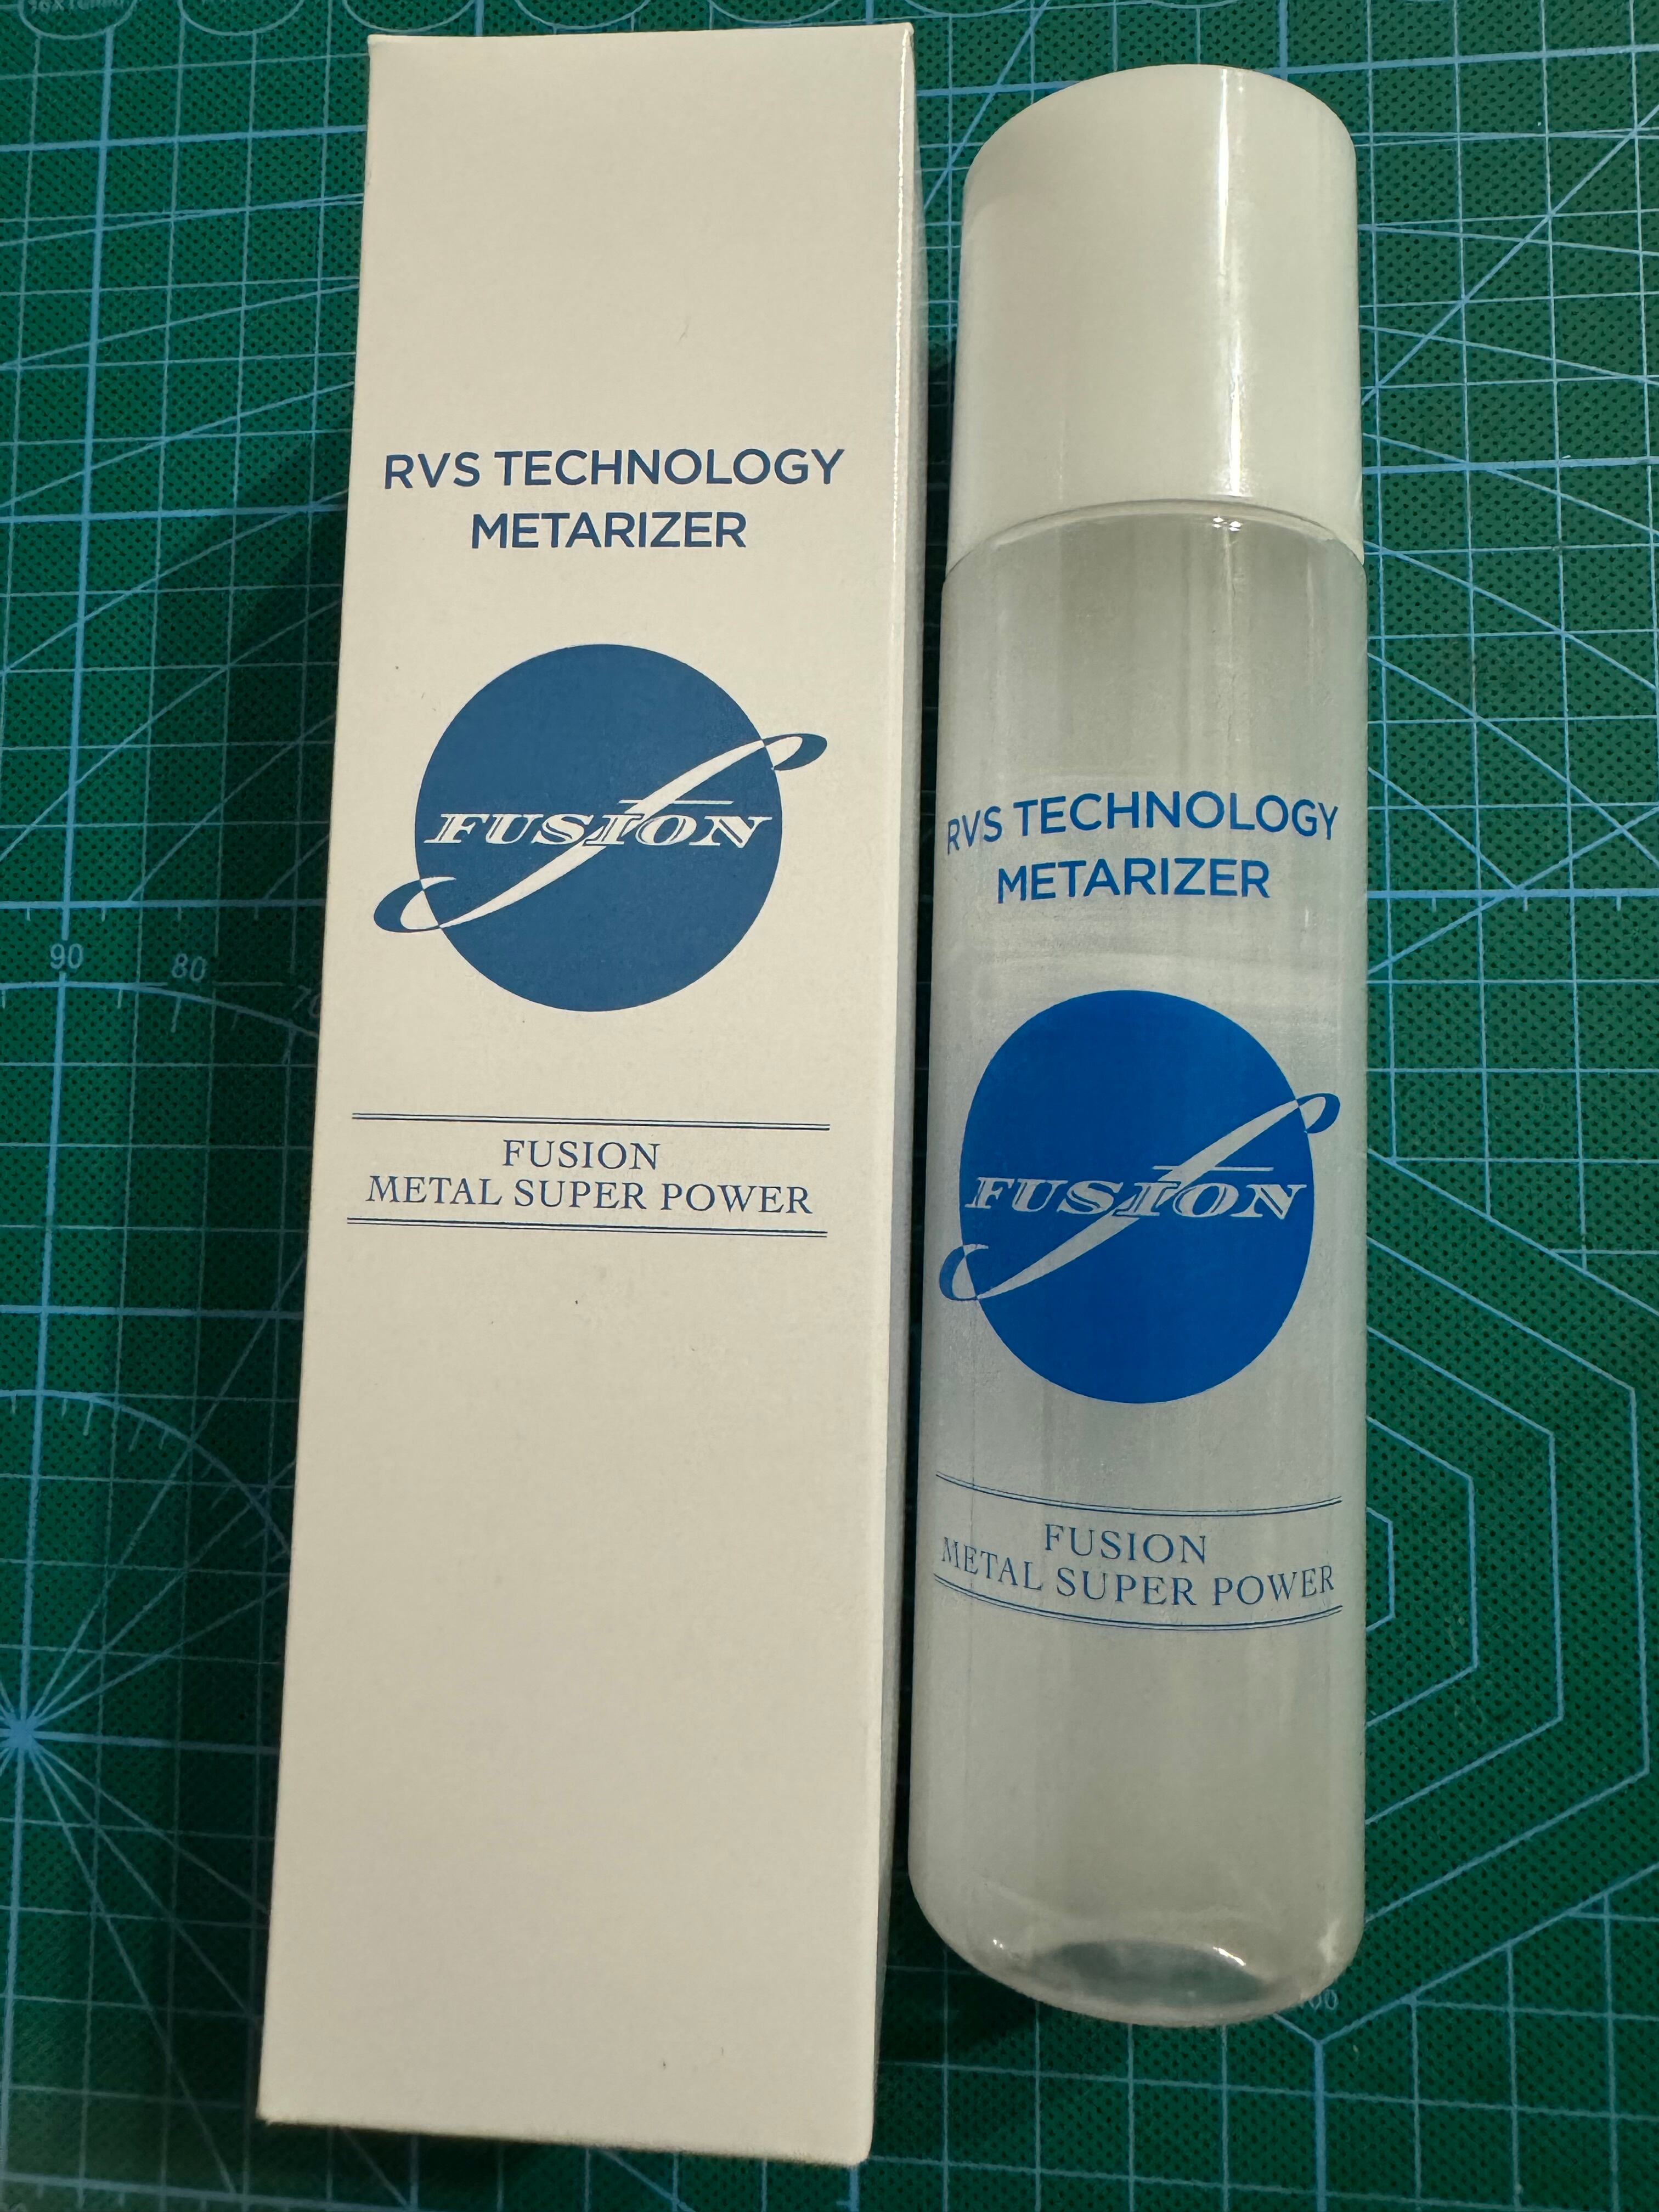 RVS TECHNOLOGY
METARIZER
FUSION
FUSION
METAL SUPER POWER
RVS TECHNOLOGY
METARIZER
FUSION
FUSION
METAL SUPER POWER
90
80